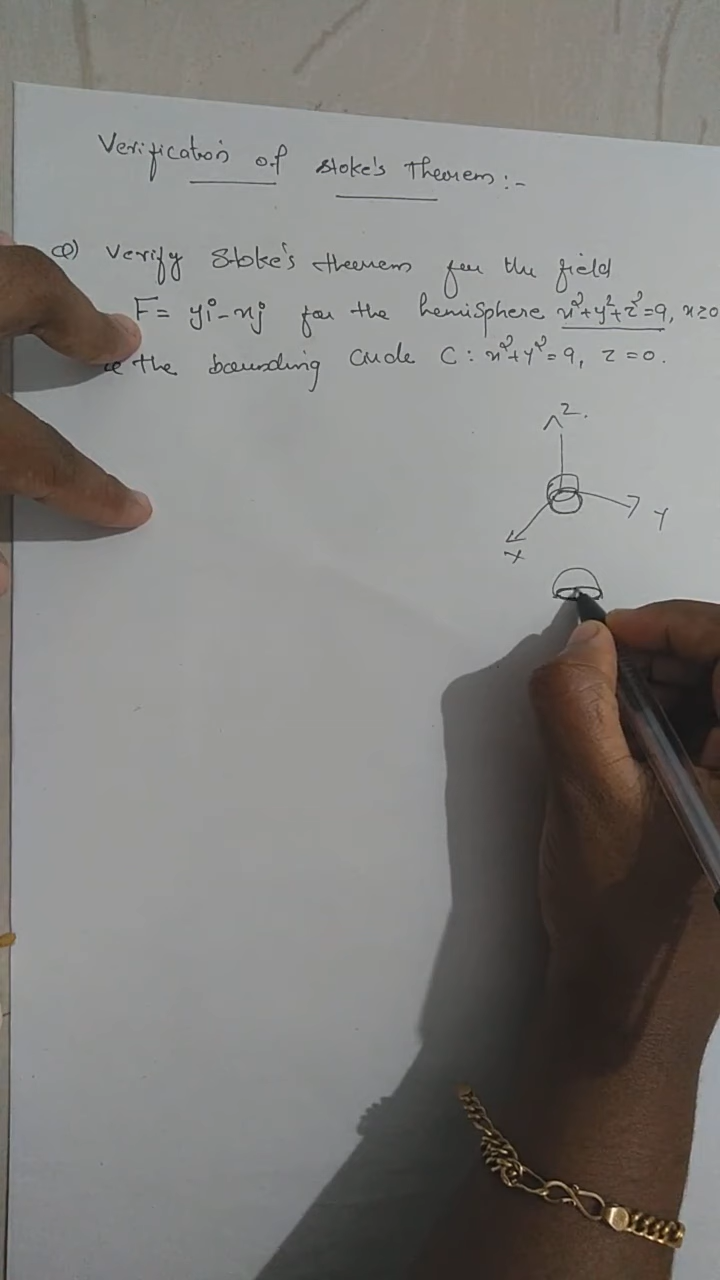 Verification of stoke's Theorem:-
Q) Verify Stoke's theorem for the field
F = yi - xj for the hemisphere x²+y²+z²=9, x≥0
the bounding circle C: x²+y²=9, z=0.
z.
y
x